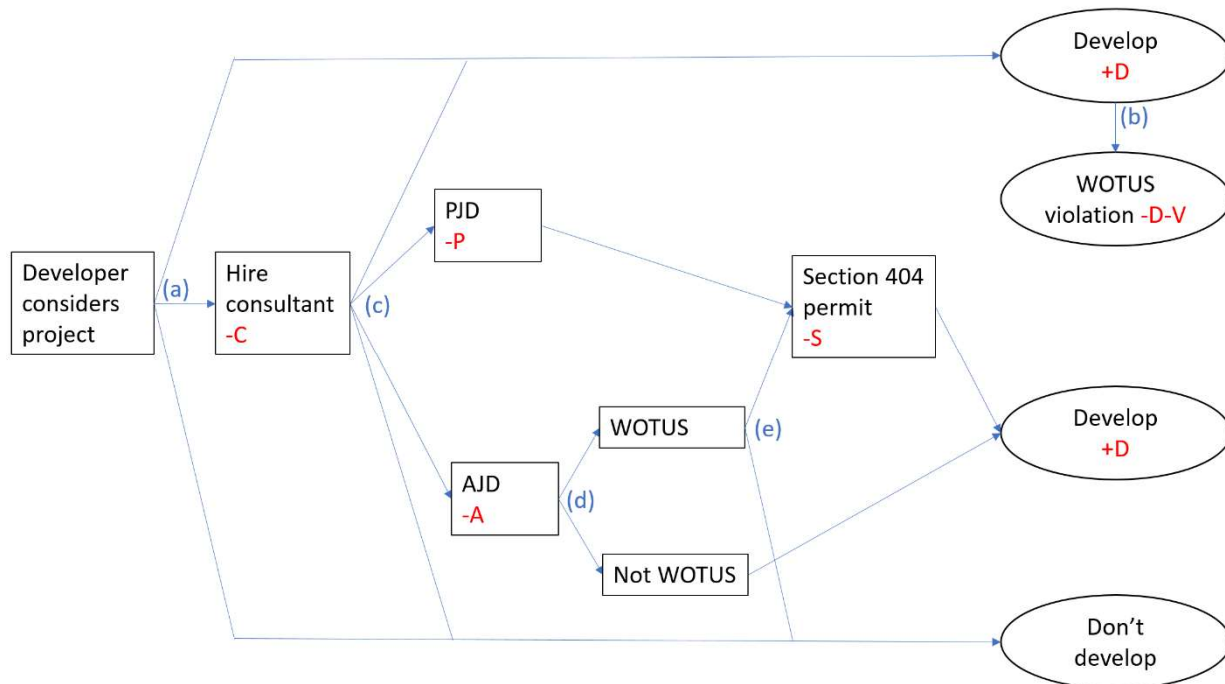 Develop
+D
(b)
WOTUS
violation -D-V
PJD
-P
Developer
considers
project
(a)
Hire
consultant
-C
(c)
Section 404
permit
-S
WOTUS
(e)
AJD
-A
(d)
Not WOTUS
Develop
+D
Don’t
develop